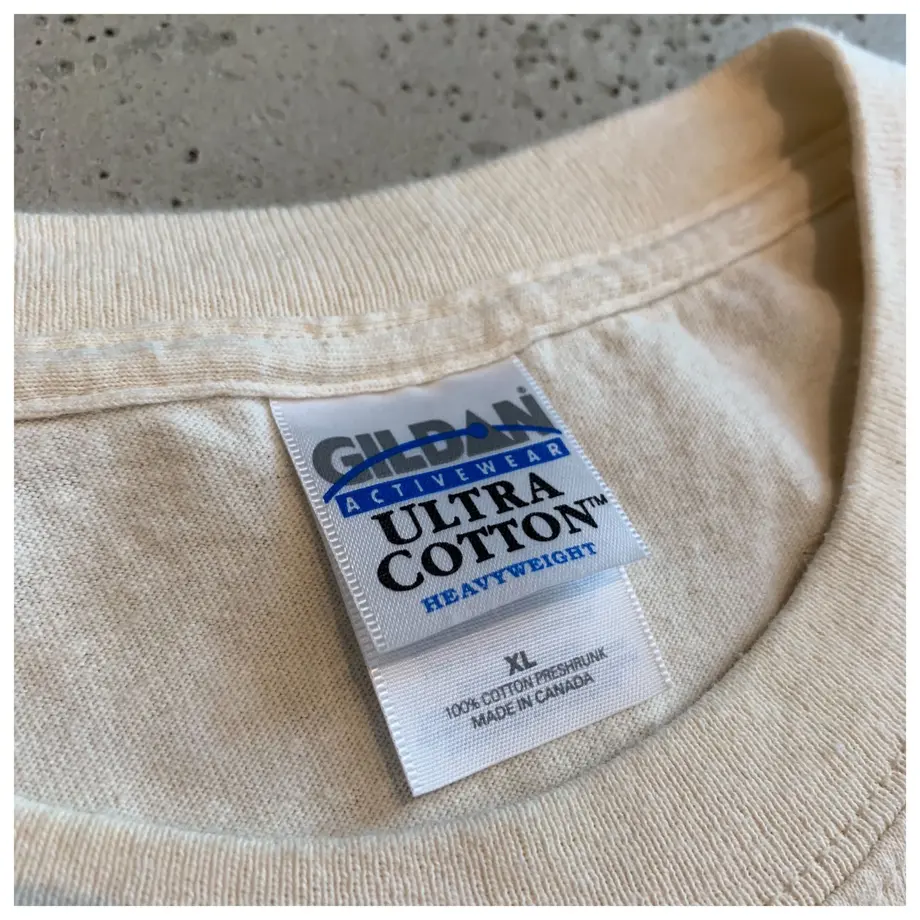 GILDAN®
ACTIVEWEAR
ULTRA
COTTON™
HEAVYWEIGHT
XL
100% COTTON PRESHRUNK
MADE IN CANADA